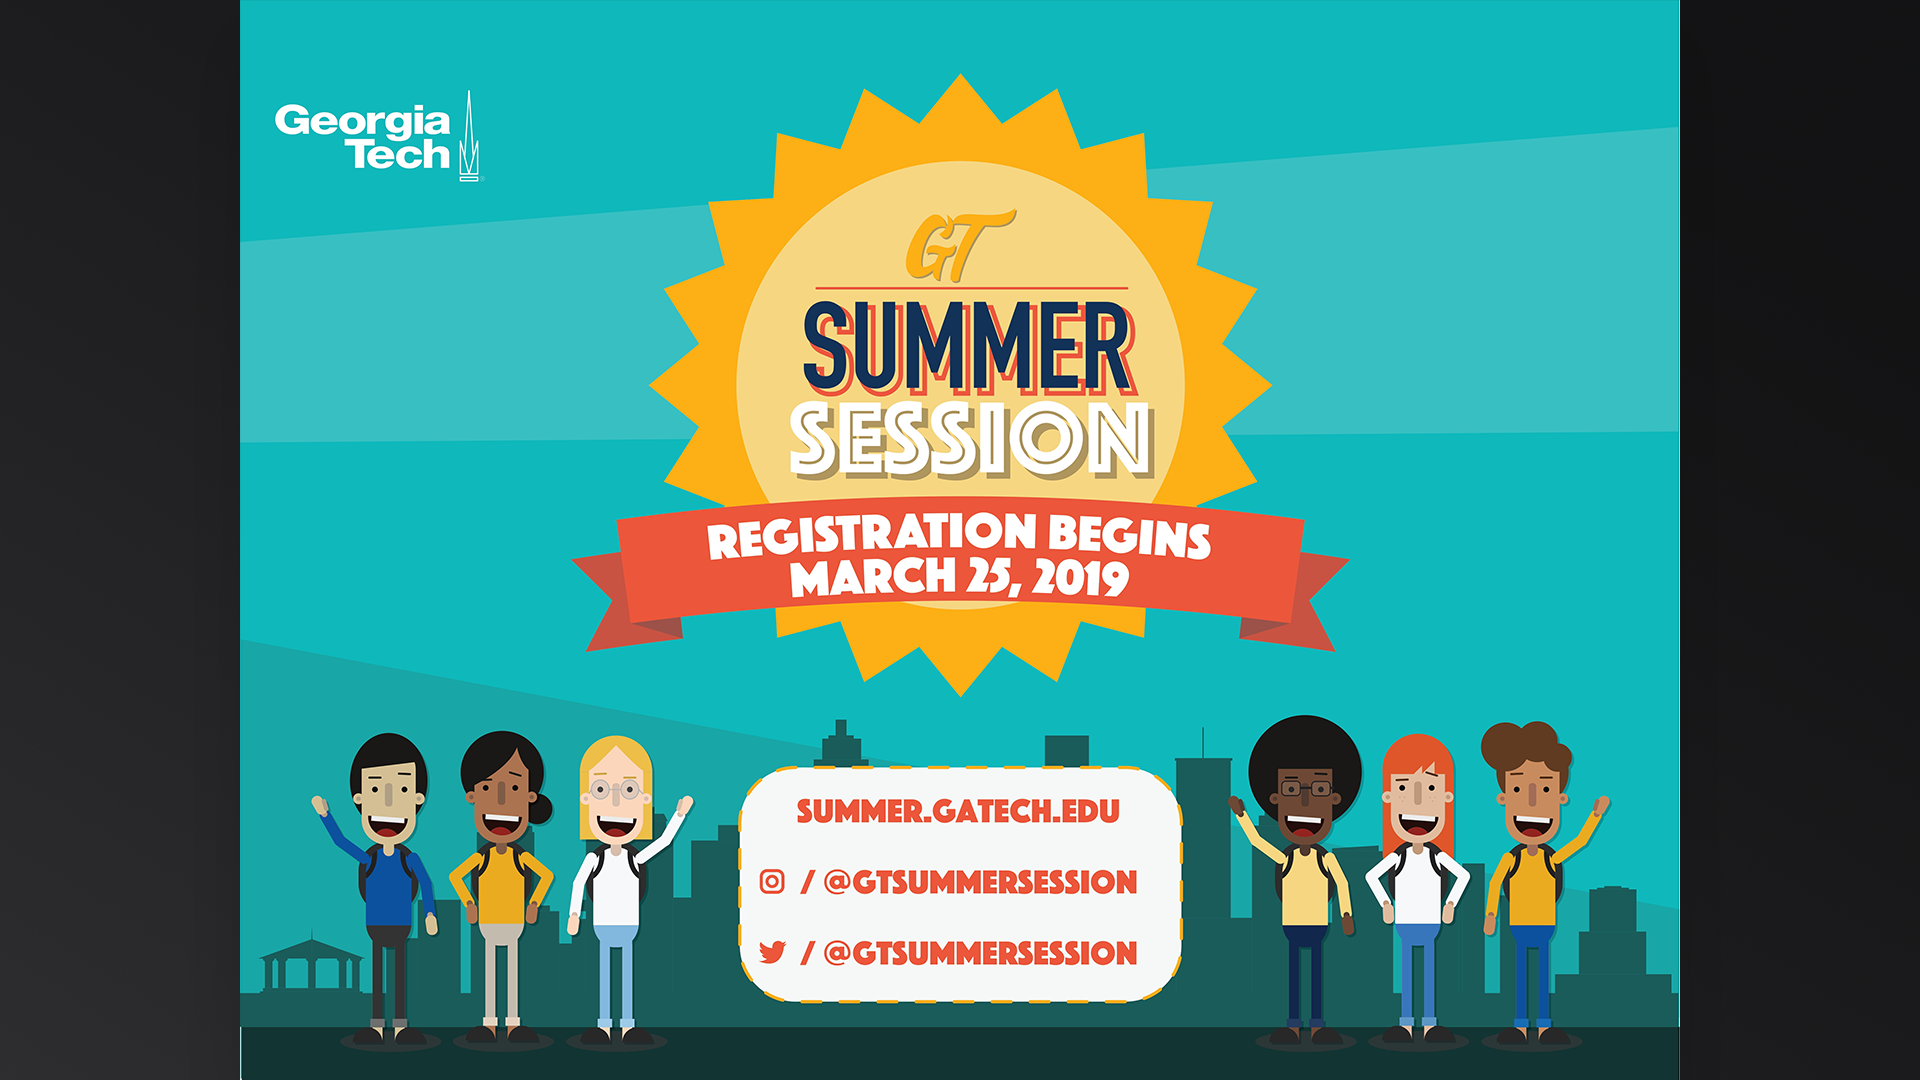 Georgia
Tech
GT
SUMMER
SESSION
REGISTRATION BEGINS
MARCH 25, 2019
SUMMER.GATECH.EDU
/ @GTSUMMERSESSION
/ @GTSUMMERSESSION